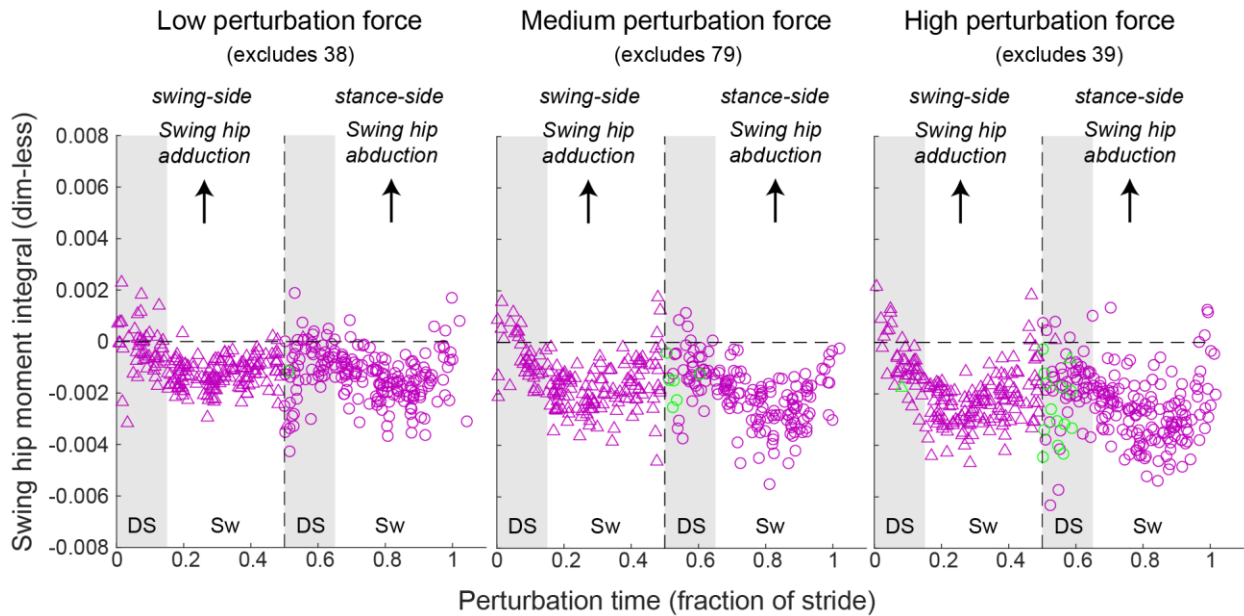 Low perturbation force
(excludes 38)
Medium perturbation force
(excludes 79)
High perturbation force
(excludes 39)
swing-side
stance-side
swing-side
stance-side
swing-side
stance-side
Swing hip
adduction
Swing hip
abduction
Swing hip
adduction
Swing hip
abduction
Swing hip
adduction
Swing hip
abduction
Swing hip moment integral (dim-less)
0.008
0.006
0.004
0.002
0
-0.002
-0.004
-0.006
-0.008
DS
Sw
DS
Sw
DS
Sw
DS
Sw
DS
Sw
DS
Sw
0 0.2 0.4 0.6 0.8 1
0 0.2 0.4 0.6 0.8 1
0 0.2 0.4 0.6 0.8 1
Perturbation time (fraction of stride)